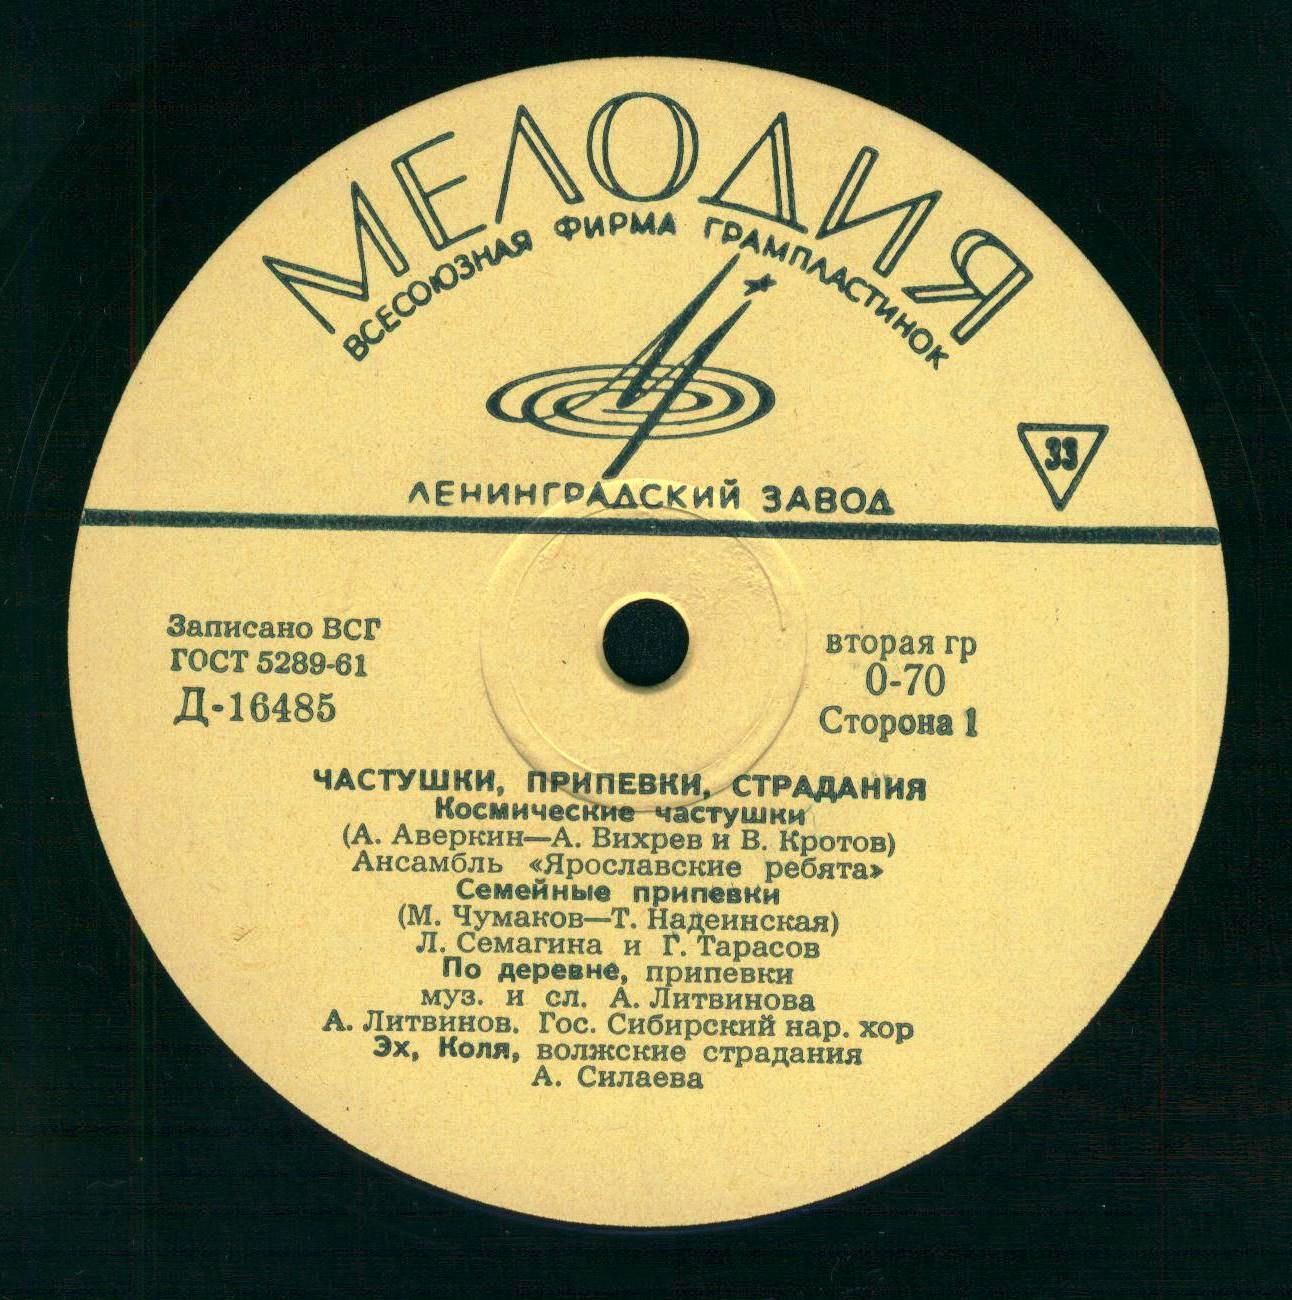 МЕЛОДИЯ
ВСЕСОЮЗНАЯ ФИРМА ГРАМПЛАСТИНОК
33
ЛЕНИНГРАДСКИЙ ЗАВОД
Записано ВСГ
ГОСТ 5289-61
Д-16485
вторая гр
0-70
Сторона 1
ЧАСТУШКИ, ПРИПЕВКИ, СТРАДАНИЯ
Космические частушки
(А. Аверкин—А. Вихрев и В. Кротов)
Ансамбль «Ярославские ребята»
Семейные припевки
(М. Чумаков—Т. Надеинская)
Л. Семагина и Г. Тарасов
По деревне, припевки
муз. и сл. А. Литвинова
А. Литвинов. Гос. Сибирский нар. хор
Эх, Коля, волжские страдания
А. Силаева